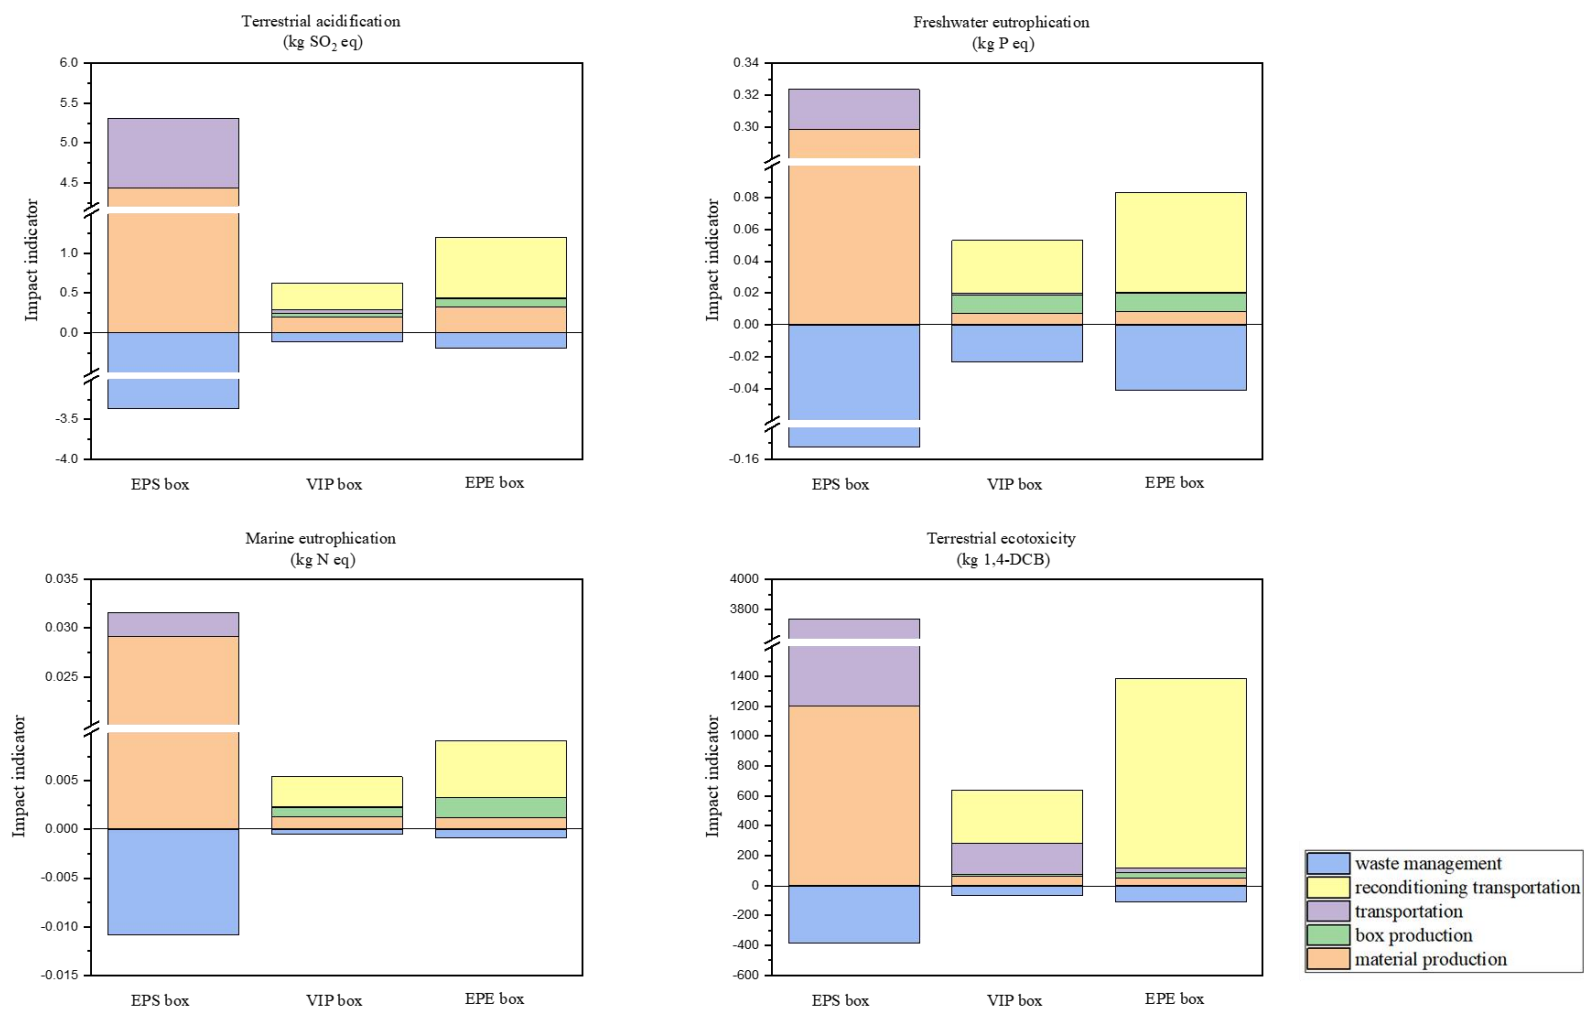 Terrestrial acidification
(kg SO₂ eq)
6.0
5.5
5.0
4.5
1.0
0.5
0.0
-3.5
-4.0
Impact indicator
EPS box
VIP box
EPE box
Freshwater eutrophication
(kg P eq)
0.34
0.32
0.30
0.08
0.06
0.04
0.02
0.00
-0.02
-0.04
-0.16
Impact indicator
EPS box
VIP box
EPE box
Marine eutrophication
(kg N eq)
0.035
0.030
0.025
0.005
0.000
-0.005
-0.010
-0.015
Impact indicator
EPS box
VIP box
EPE box
Terrestrial ecotoxicity
(kg 1,4-DCB)
4000
3800
1400
1200
1000
800
600
400
200
0
-200
-400
-600
Impact indicator
EPS box
VIP box
EPE box
waste management
reconditioning transportation
transportation
box production
material production